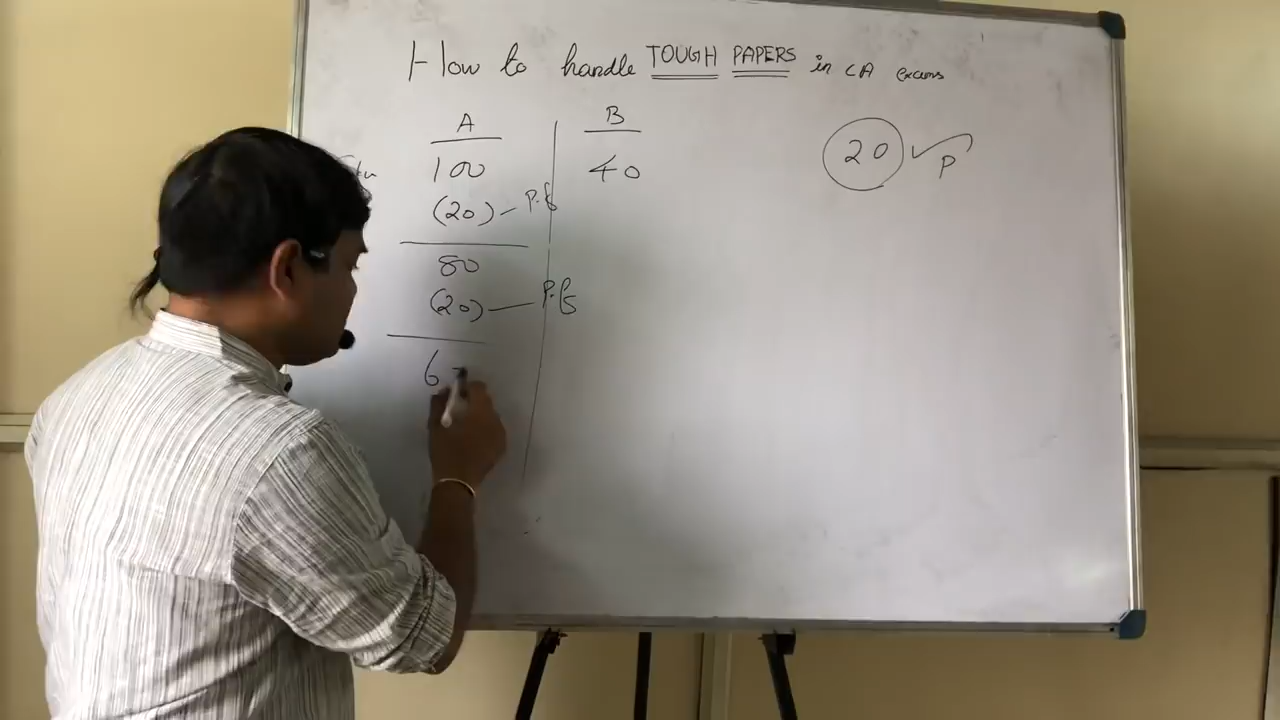 How to handle TOUGH PAPERS in CA exams
A B
100 40
20 P
(20) – P.f
80
(20) — P.f
6